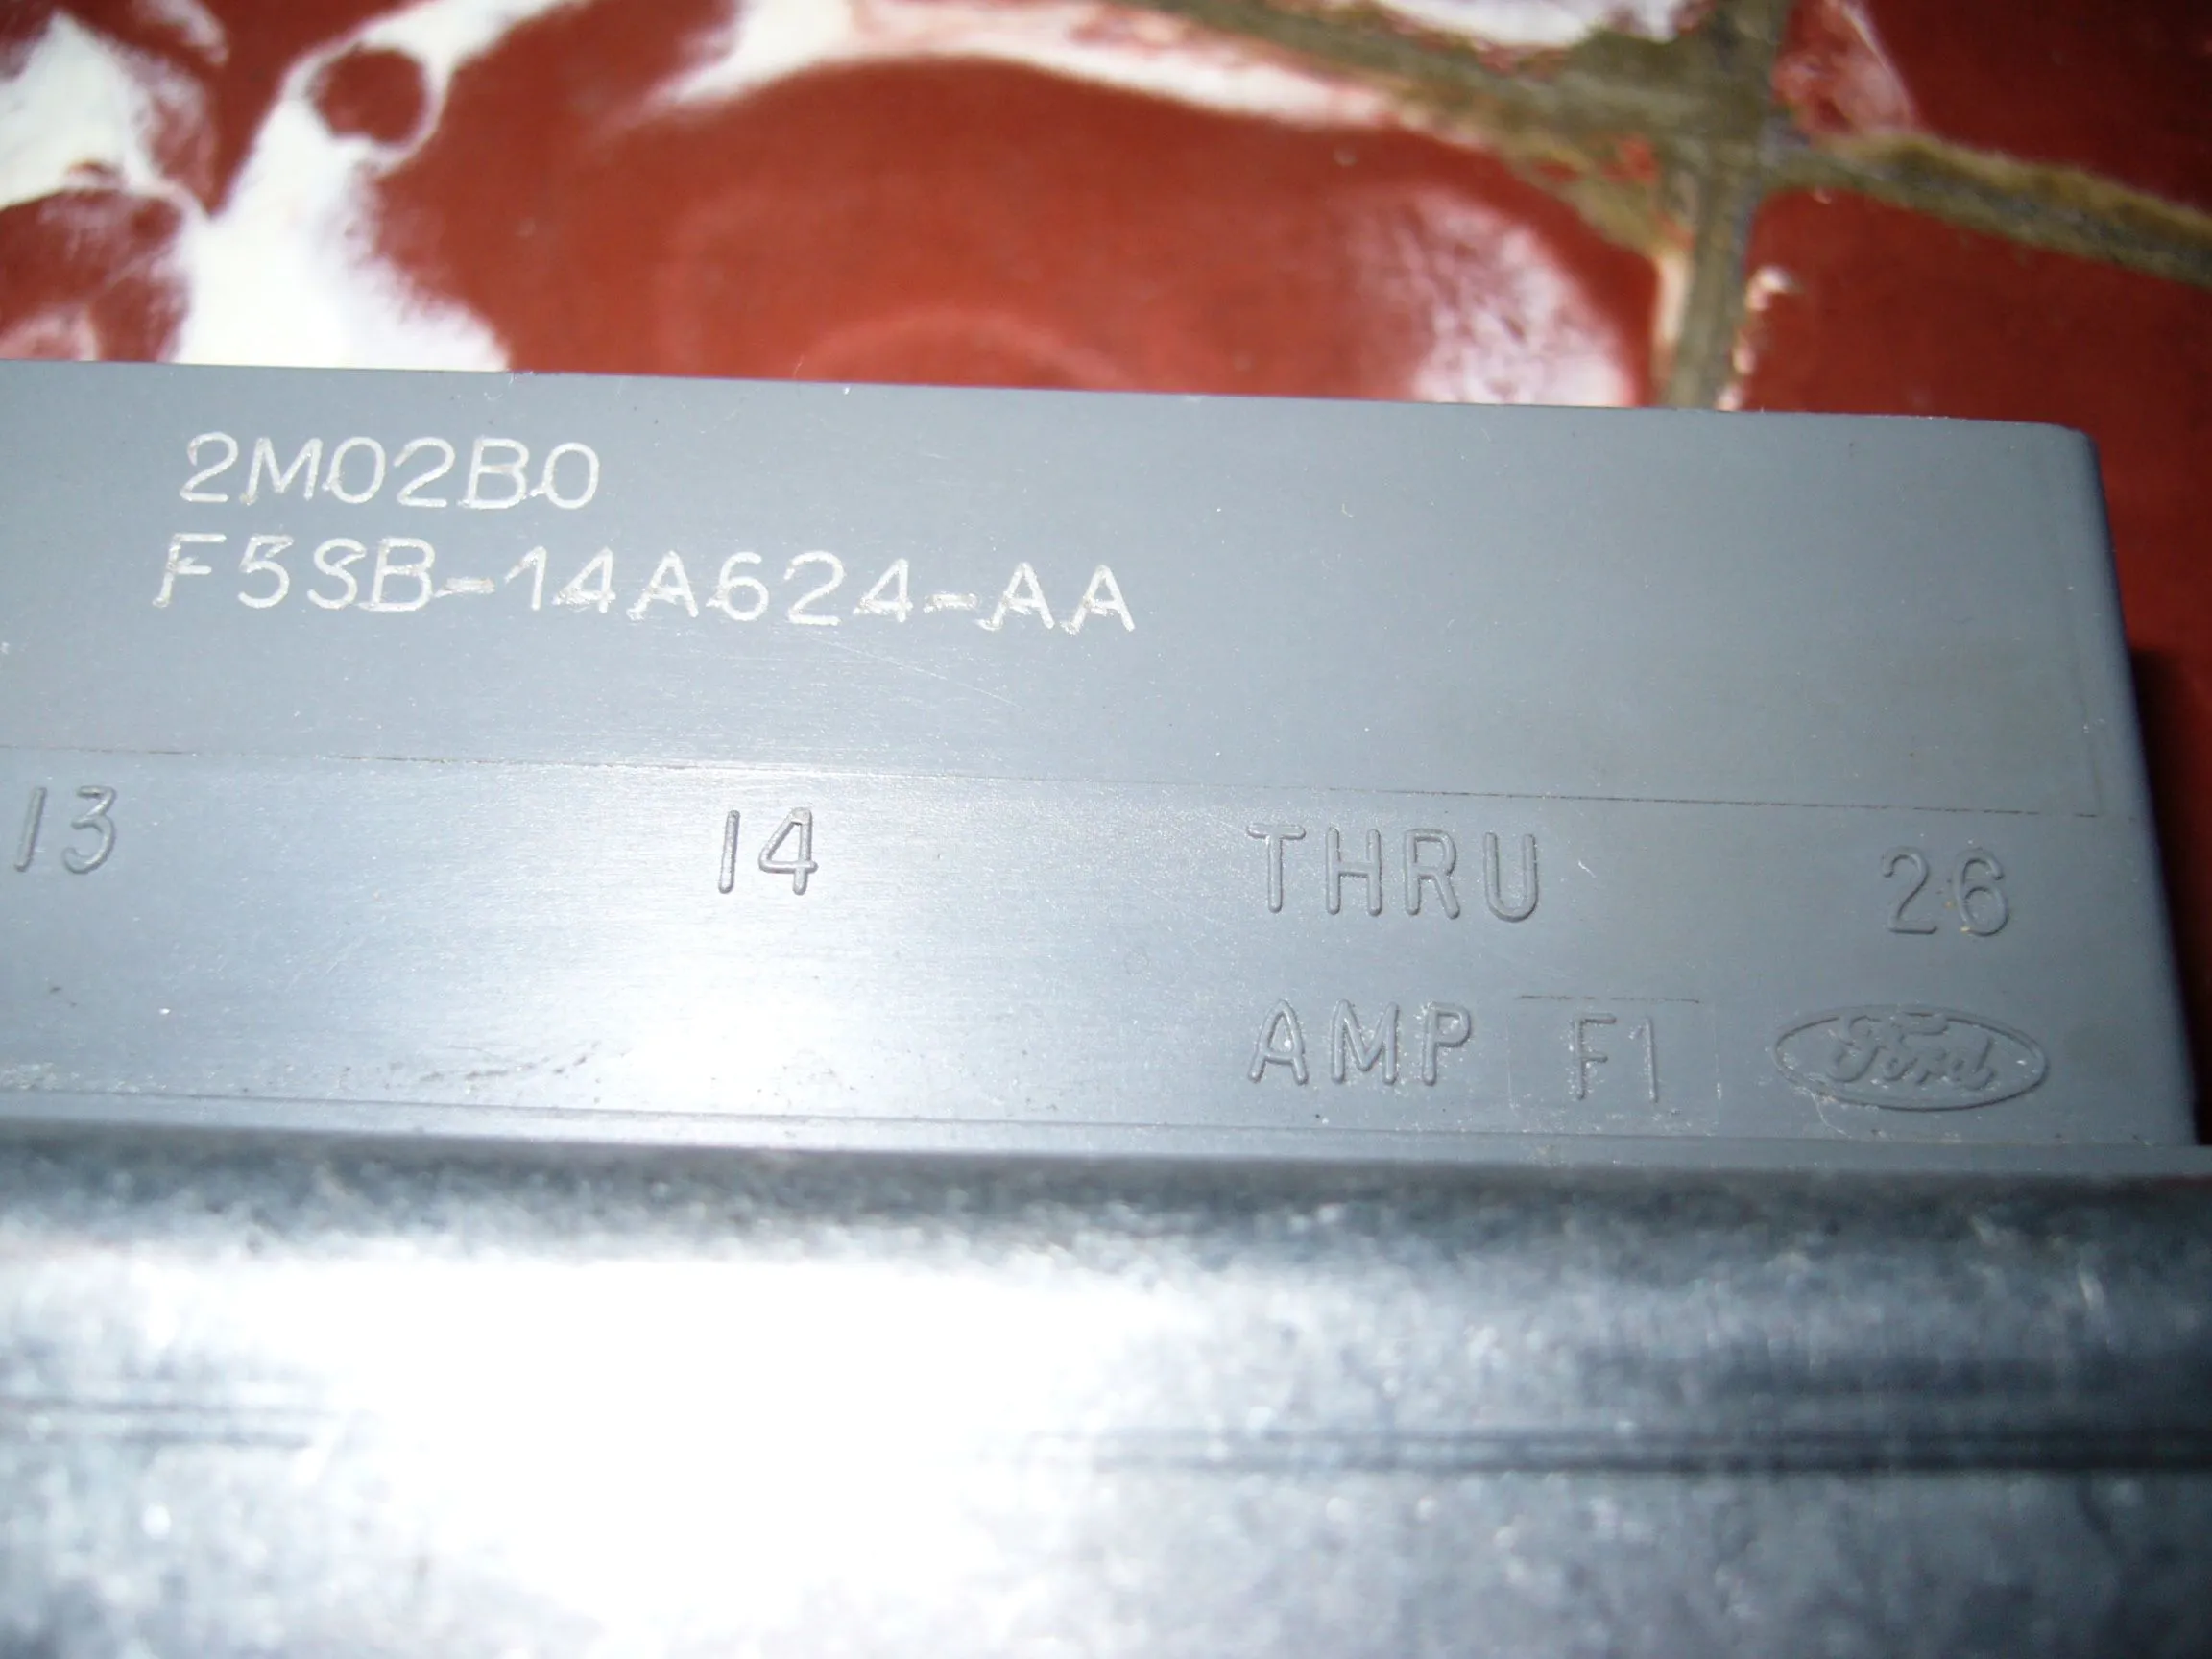 2M02B0
F5SB-14A624-AA
13 14 THRU 26
AMP F1 Ford